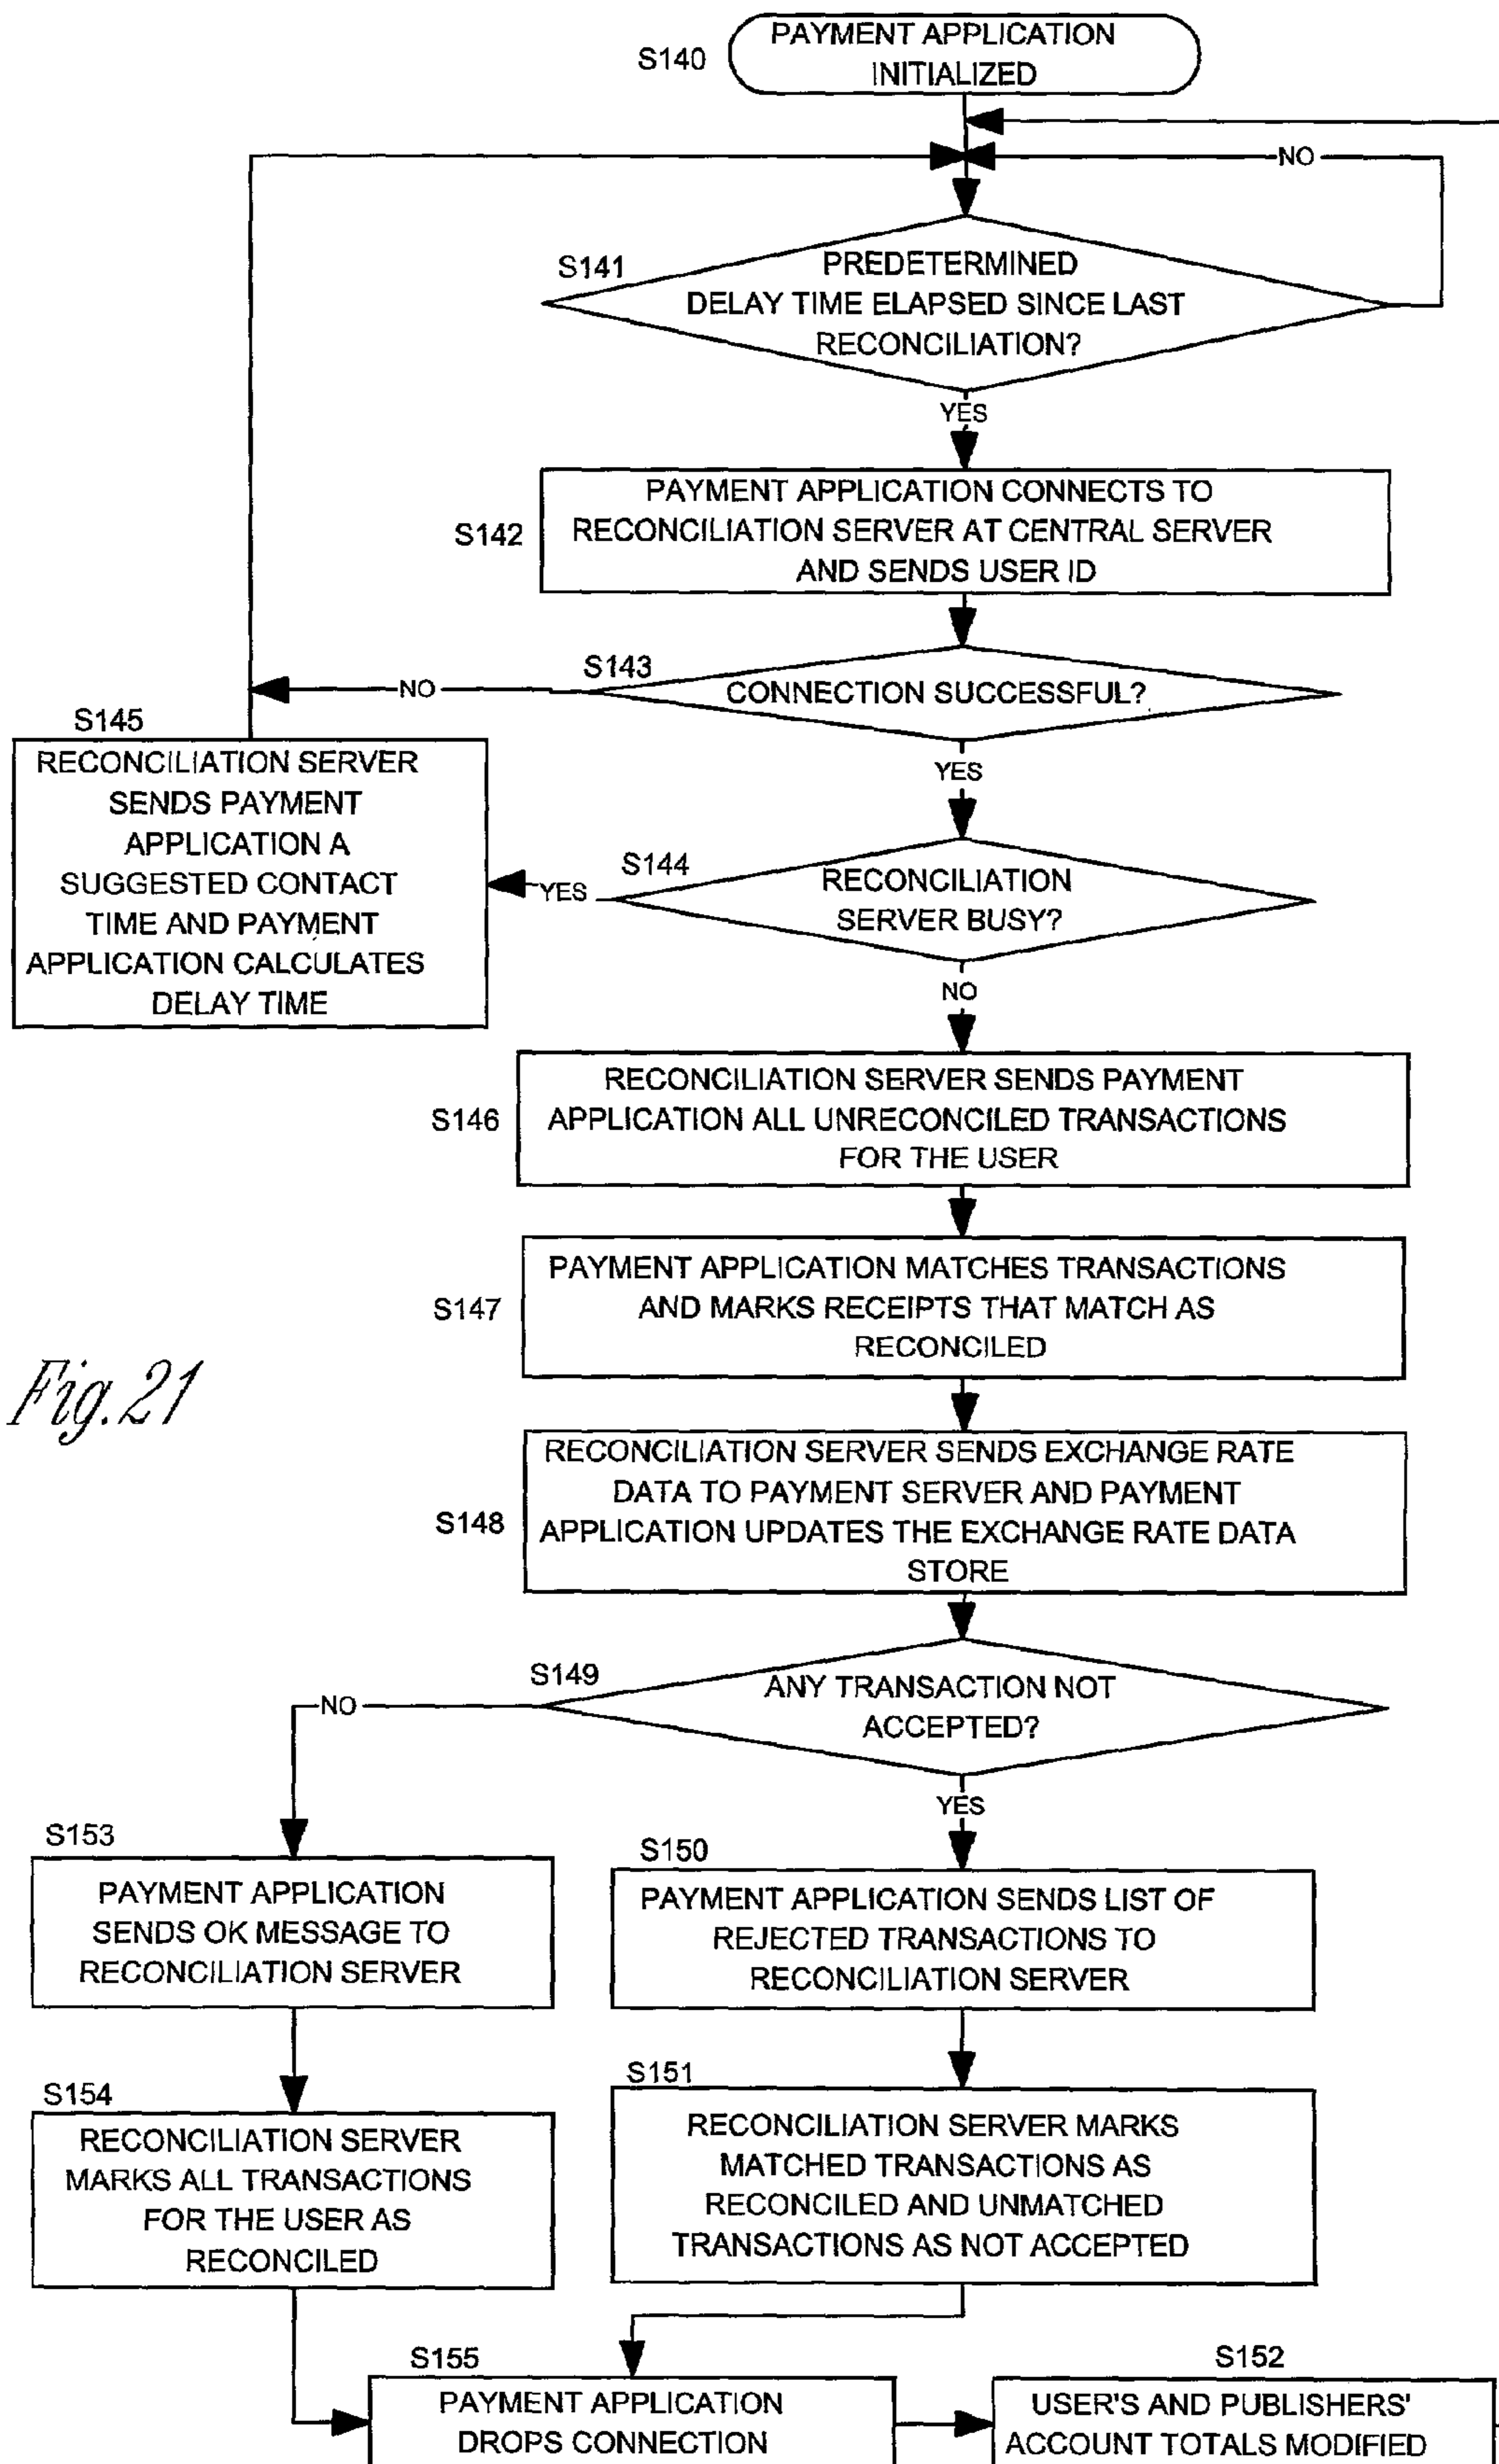 S140
PAYMENT APPLICATION
INITIALIZED
NO
S141
PREDETERMINED
DELAY TIME ELAPSED SINCE LAST
RECONCILIATION?
YES
S142
PAYMENT APPLICATION CONNECTS TO
RECONCILIATION SERVER AT CENTRAL SERVER
AND SENDS USER ID
S143
CONNECTION SUCCESSFUL?
NO
YES
S145
RECONCILIATION SERVER
SENDS PAYMENT
APPLICATION A
SUGGESTED CONTACT
TIME AND PAYMENT
APPLICATION CALCULATES
DELAY TIME
S144
RECONCILIATION
SERVER BUSY?
YES
NO
S146
RECONCILIATION SERVER SENDS PAYMENT
APPLICATION ALL UNRECONCILED TRANSACTIONS
FOR THE USER
S147
PAYMENT APPLICATION MATCHES TRANSACTIONS
AND MARKS RECEIPTS THAT MATCH AS
RECONCILED
Fig.21
S148
RECONCILIATION SERVER SENDS EXCHANGE RATE
DATA TO PAYMENT SERVER AND PAYMENT
APPLICATION UPDATES THE EXCHANGE RATE DATA
STORE
S149
ANY TRANSACTION NOT
ACCEPTED?
NO
YES
S153
PAYMENT APPLICATION
SENDS OK MESSAGE TO
RECONCILIATION SERVER
S150
PAYMENT APPLICATION SENDS LIST OF
REJECTED TRANSACTIONS TO
RECONCILIATION SERVER
S154
RECONCILIATION SERVER
MARKS ALL TRANSACTIONS
FOR THE USER AS
RECONCILED
S151
RECONCILIATION SERVER MARKS
MATCHED TRANSACTIONS AS
RECONCILED AND UNMATCHED
TRANSACTIONS AS NOT ACCEPTED
S155
PAYMENT APPLICATION
DROPS CONNECTION
S152
USER'S AND PUBLISHERS'
ACCOUNT TOTALS MODIFIED